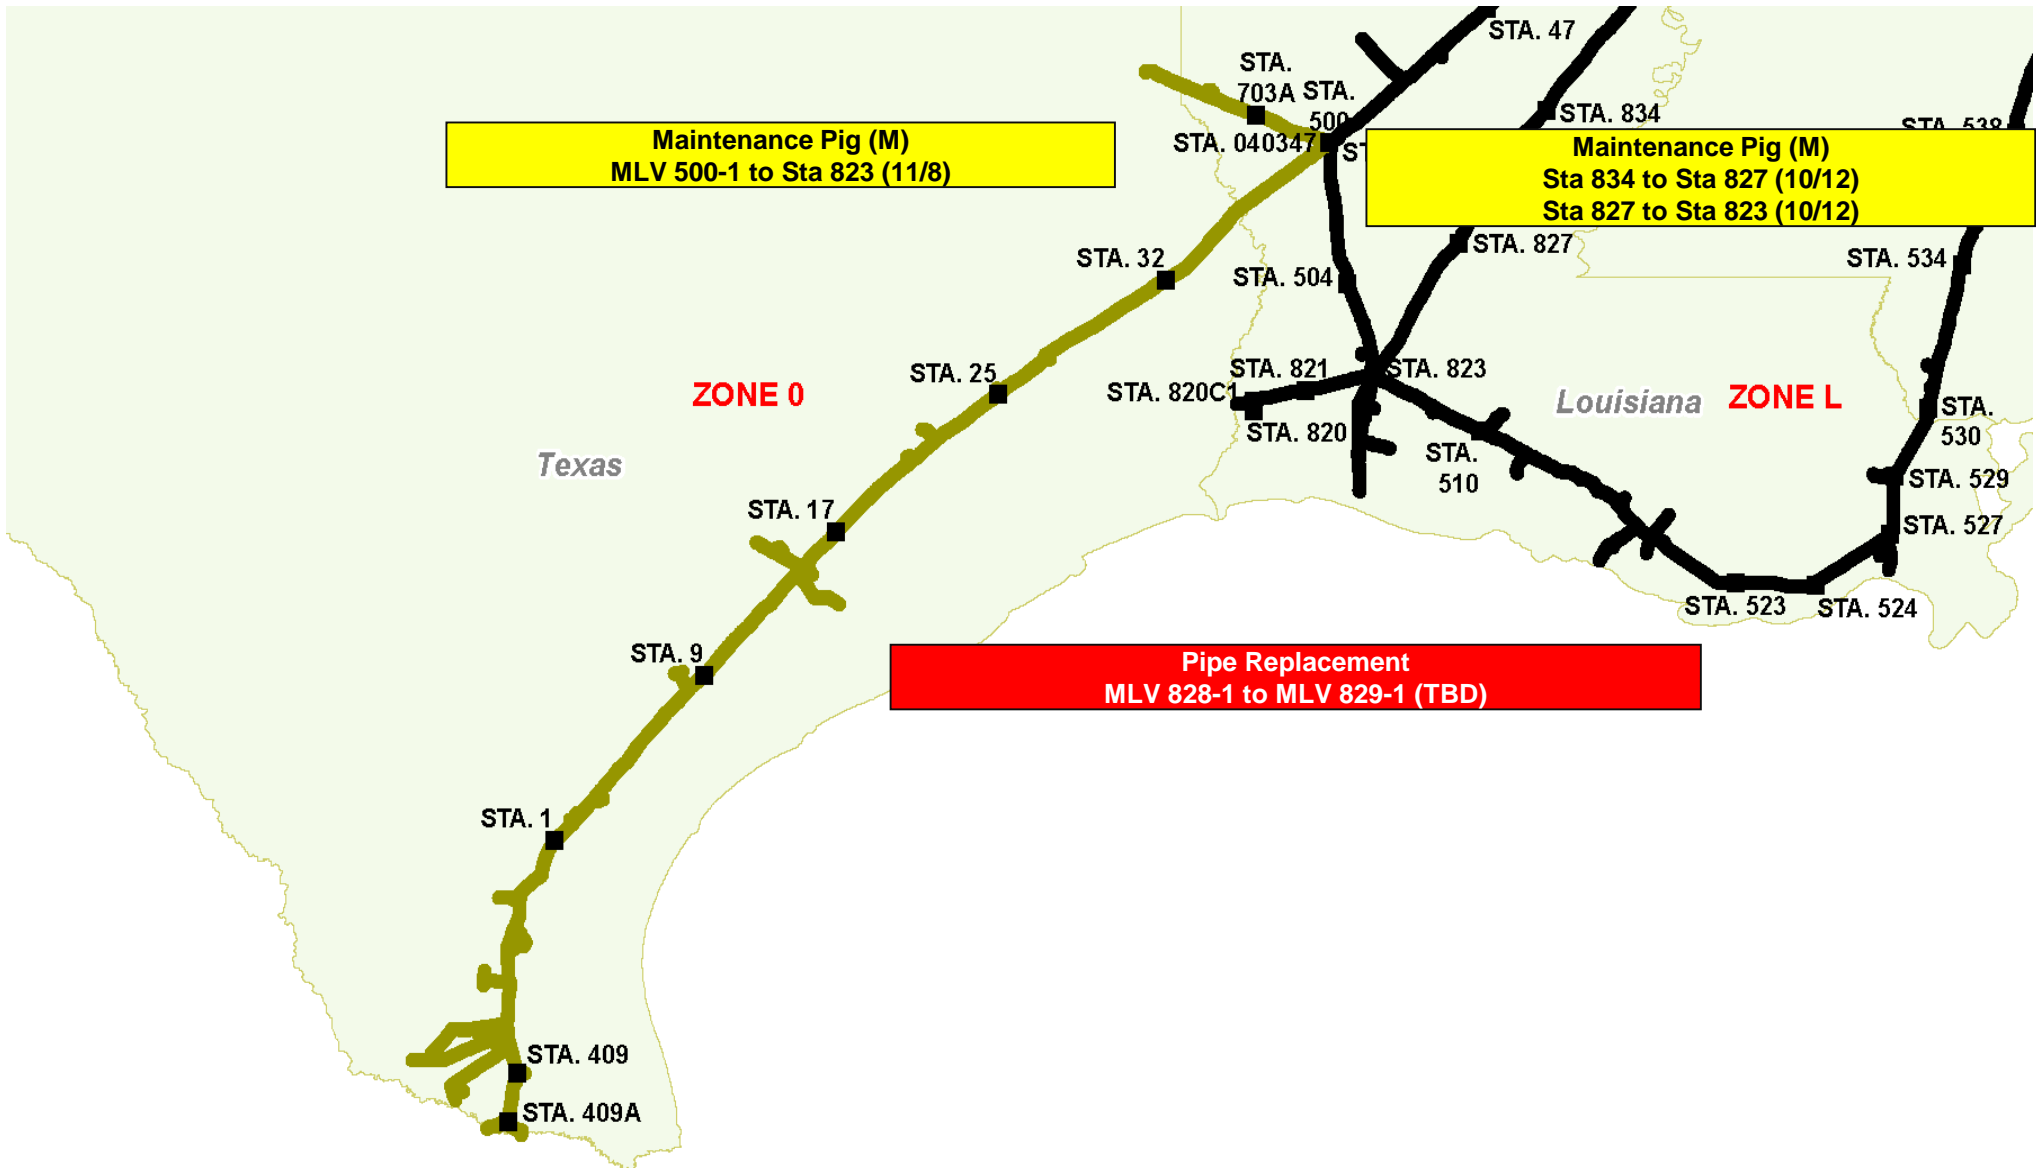 STA. 47
STA.
703A
STA.
500
STA. 834
STA. 538
STA. 040347
ST
Maintenance Pig (M)
MLV 500-1 to Sta 823 (11/8)
Maintenance Pig (M)
Sta 834 to Sta 827 (10/12)
Sta 827 to Sta 823 (10/12)
STA. 827
STA. 32
STA. 504
STA. 534
STA. 25
STA. 821
STA. 823
STA. 820C1
ZONE 0
Louisiana
ZONE L
STA.
530
STA. 820
STA.
510
Texas
STA. 529
STA. 17
STA. 527
STA. 523
STA. 524
STA. 9
Pipe Replacement
MLV 828-1 to MLV 829-1 (TBD)
STA. 1
STA. 409
STA. 409A